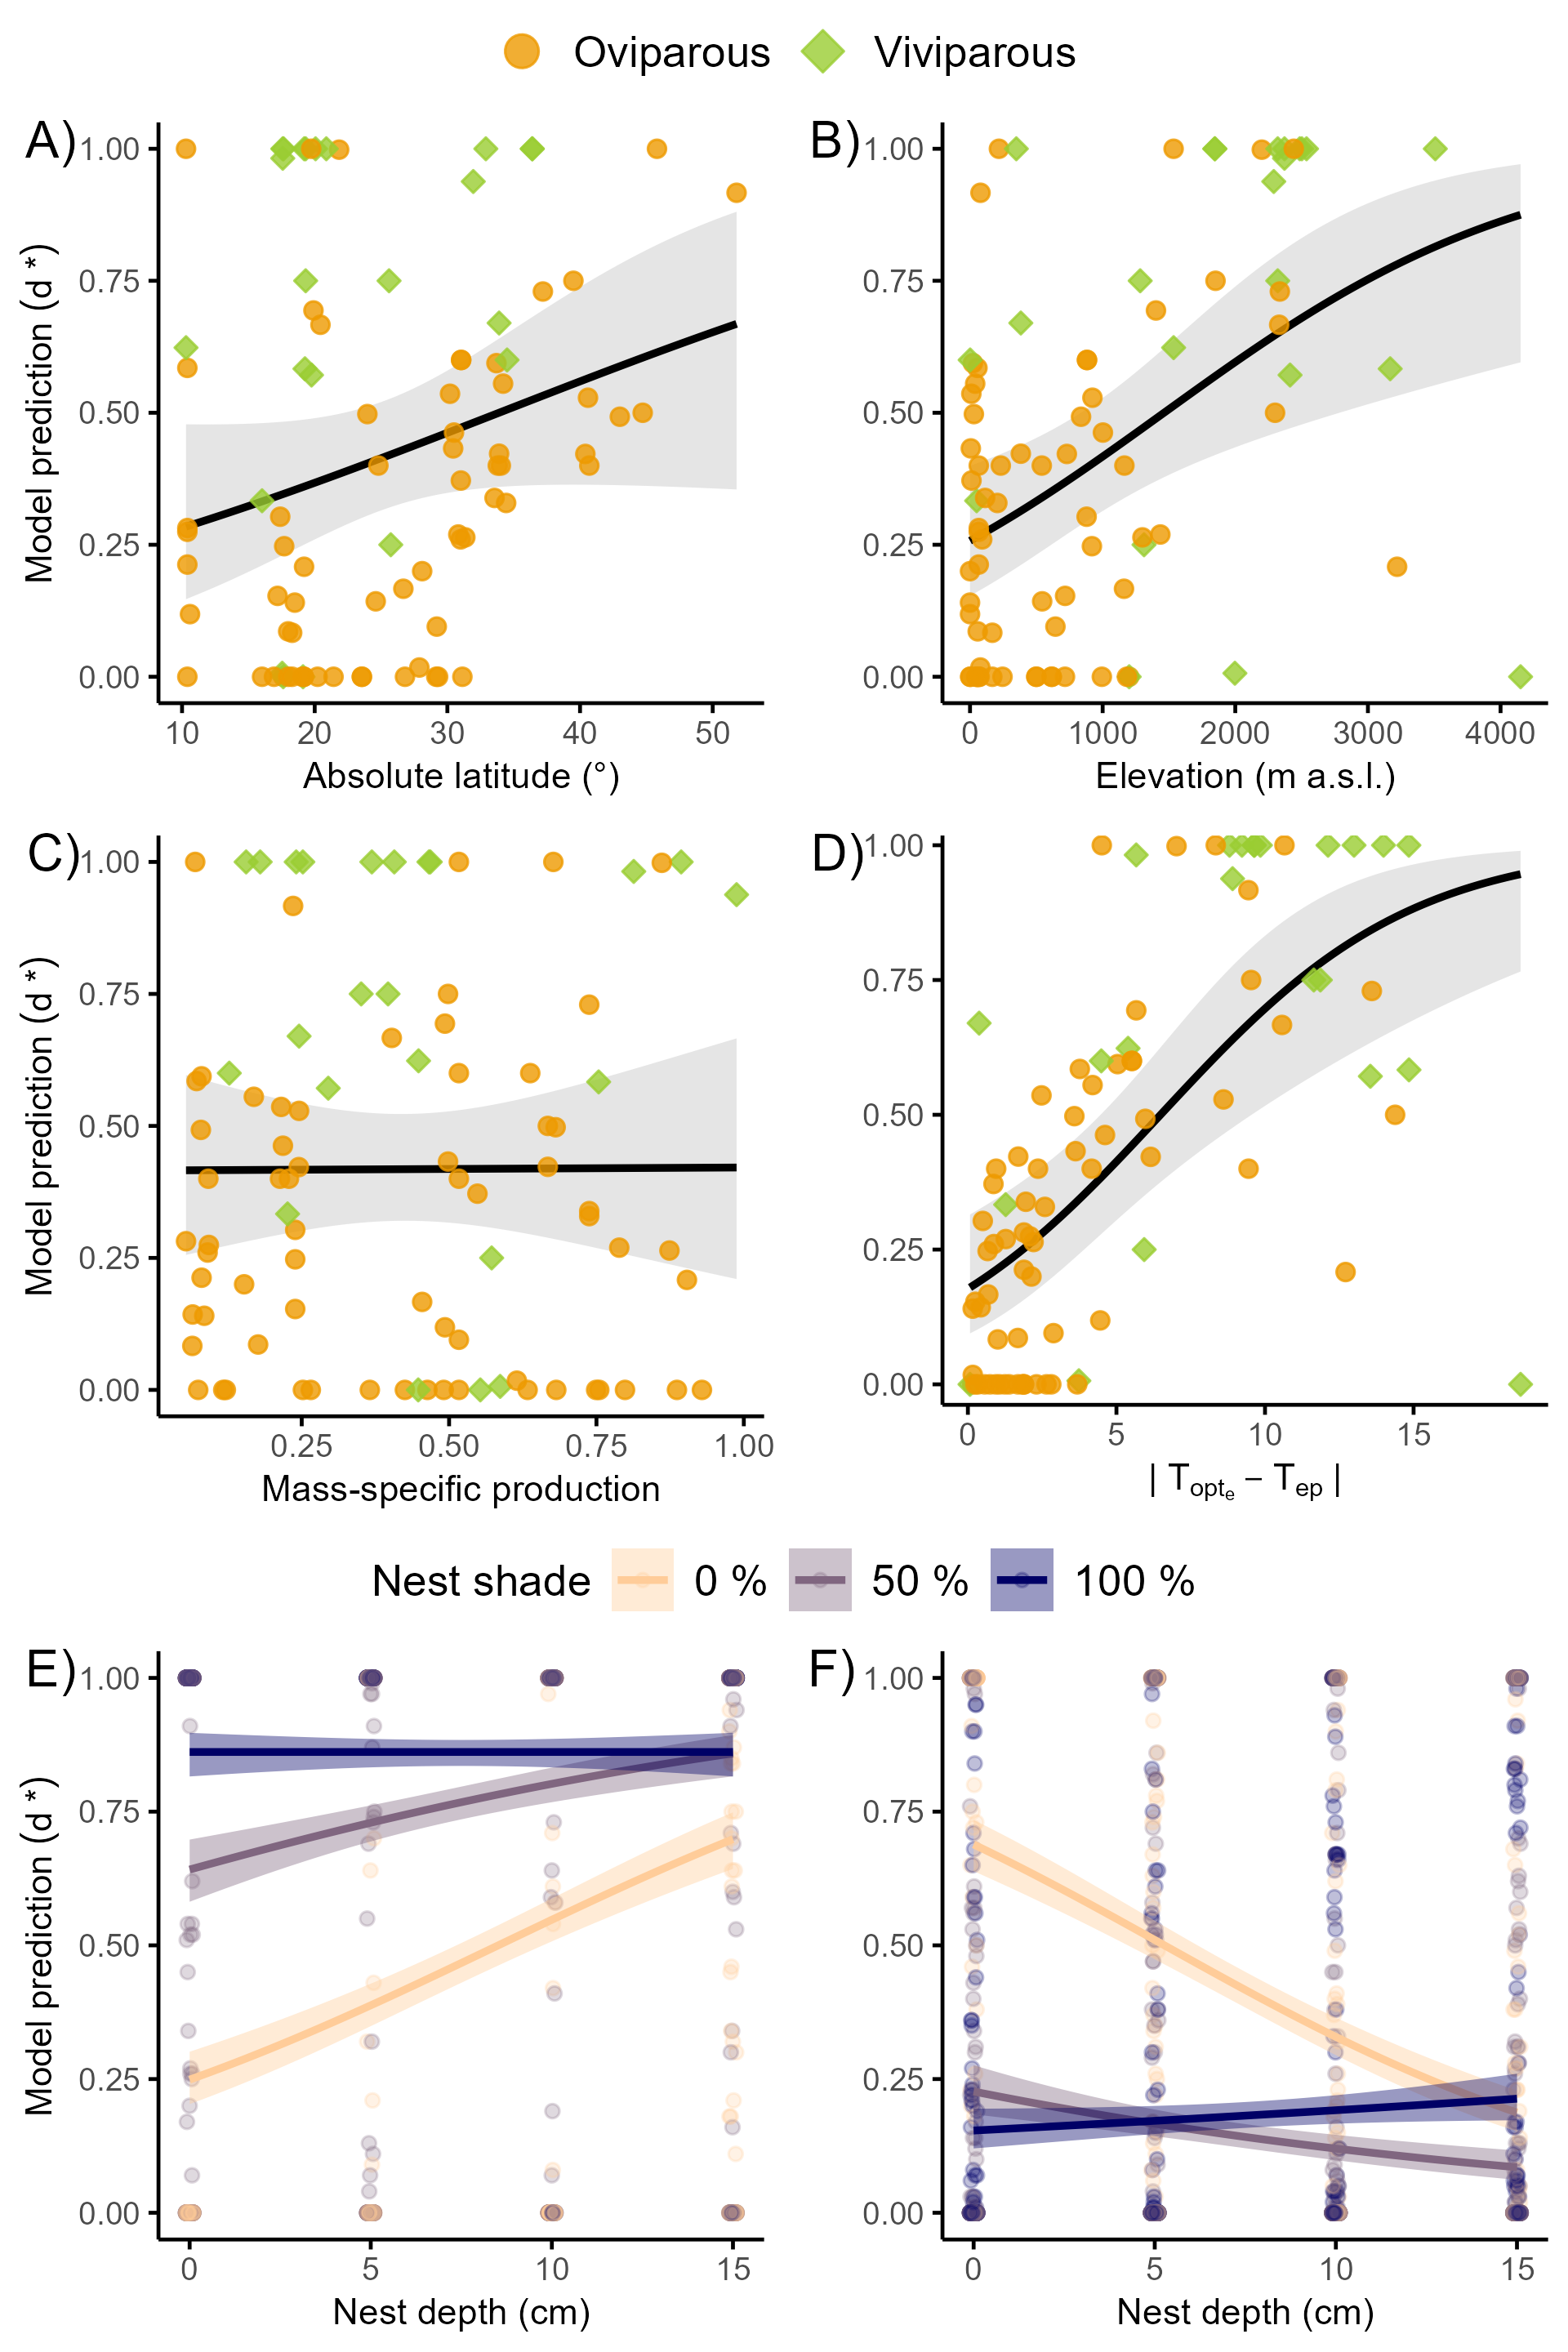 Oviparous Viviparous
A) B)
1.00 0.75 0.50 0.25 0.00
Model prediction (d *)
10 20 30 40 50
Absolute latitude (°)
1.00 0.75 0.50 0.25 0.00
0 1000 2000 3000 4000
Elevation (m a.s.l.)
C) D)
1.00 0.75 0.50 0.25 0.00
Model prediction (d *)
0.25 0.50 0.75 1.00
Mass-specific production
1.00 0.75 0.50 0.25 0.00
0 5 10 15
| Topte − Tep |
Nest shade 0 % 50 % 100 %
E) F)
1.00 0.75 0.50 0.25 0.00
Model prediction (d *)
0 5 10 15
Nest depth (cm)
1.00 0.75 0.50 0.25 0.00
0 5 10 15
Nest depth (cm)